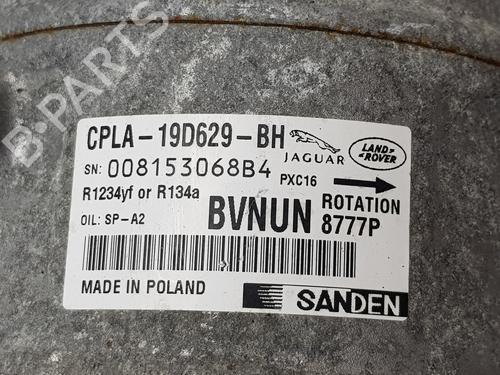 B-PARTS
CPLA-19D629-BH
JAGUAR
LAND ROVER
SN: 008153068B4
PXC16
R1234yf or R134a
ROTATION
OIL: SP-A2
BVNUN 8777P
MADE IN POLAND
SANDEN